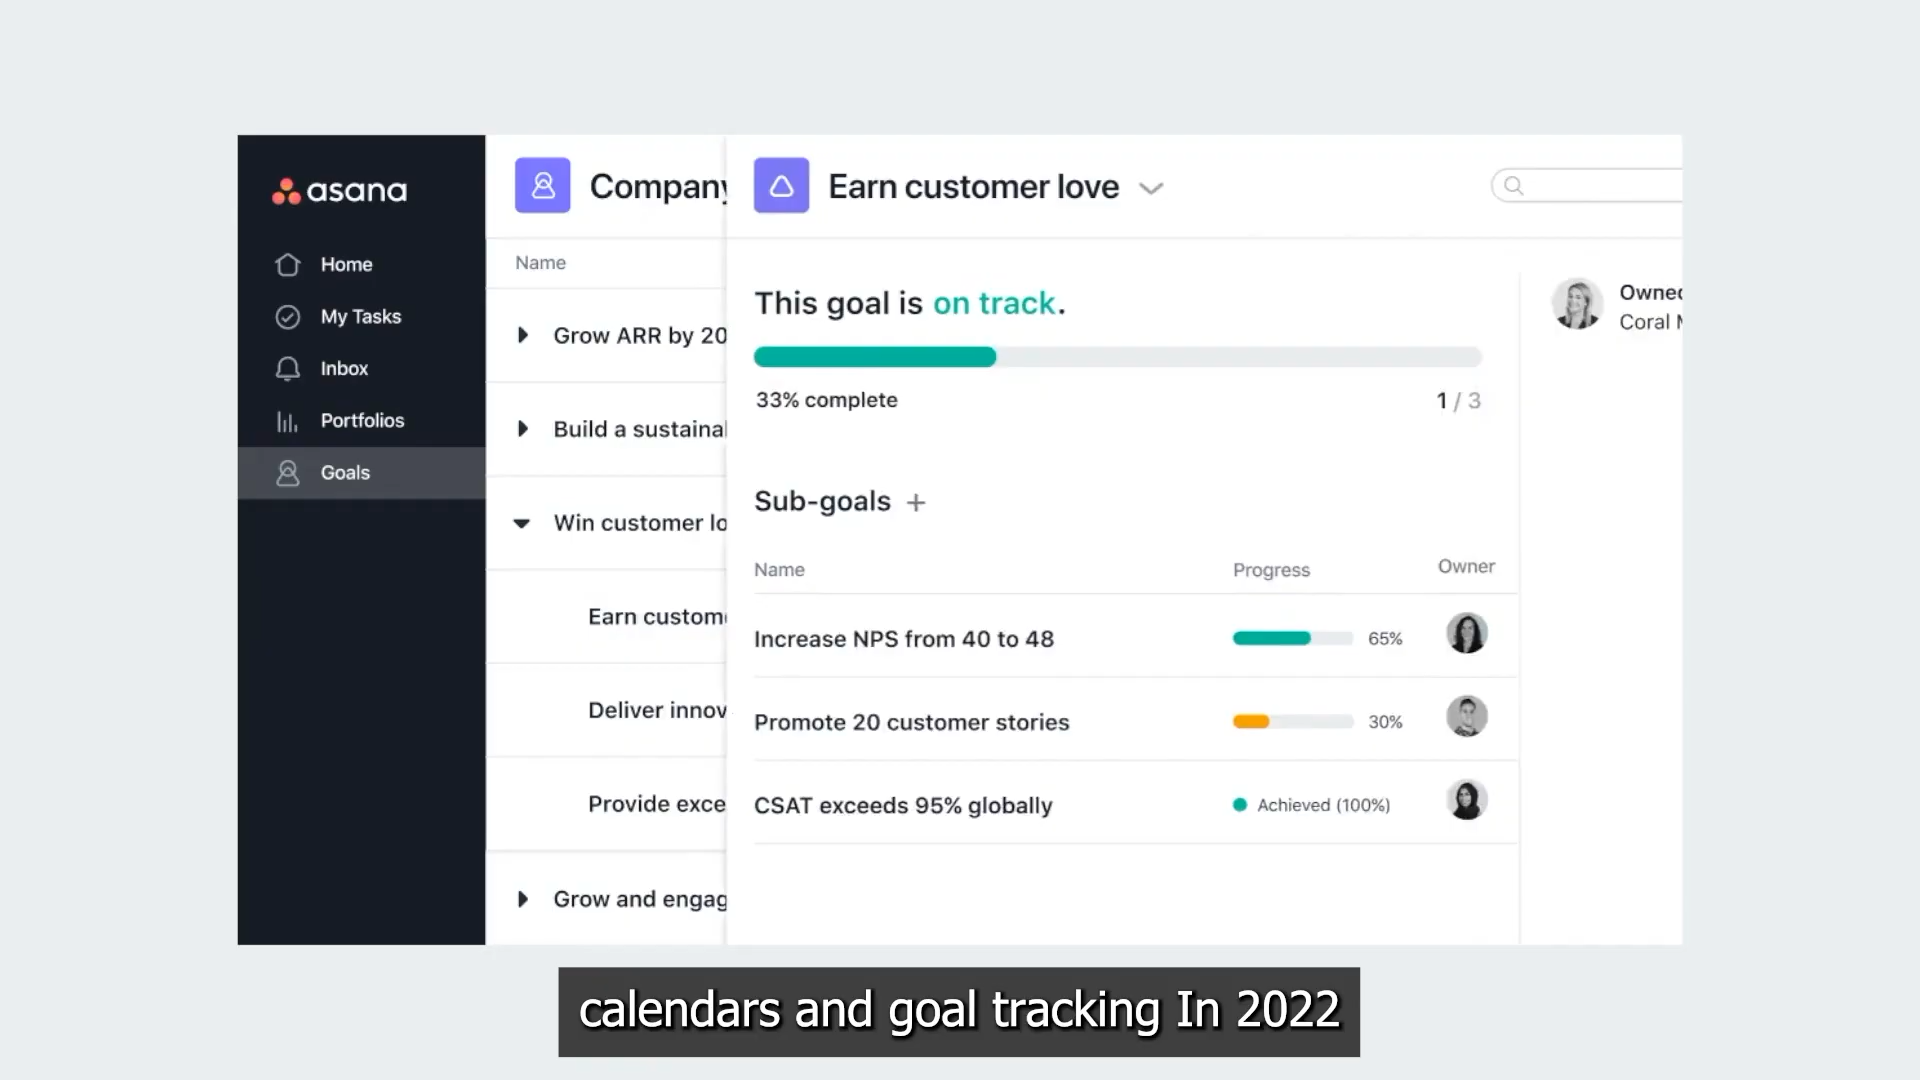 asana
Home
My Tasks
Inbox
Portfolios
Goals
Company
Name
Grow ARR by 20
Build a sustainal
Win customer lo
Earn custom
Deliver innov
Provide exce
Grow and engag
Earn customer love
This goal is on track.
33% complete
1 / 3
Sub-goals +
Name Progress Owner
Increase NPS from 40 to 48 65%
Promote 20 customer stories 30%
CSAT exceeds 95% globally Achieved (100%)
Owned
Coral M
calendars and goal tracking In 2022